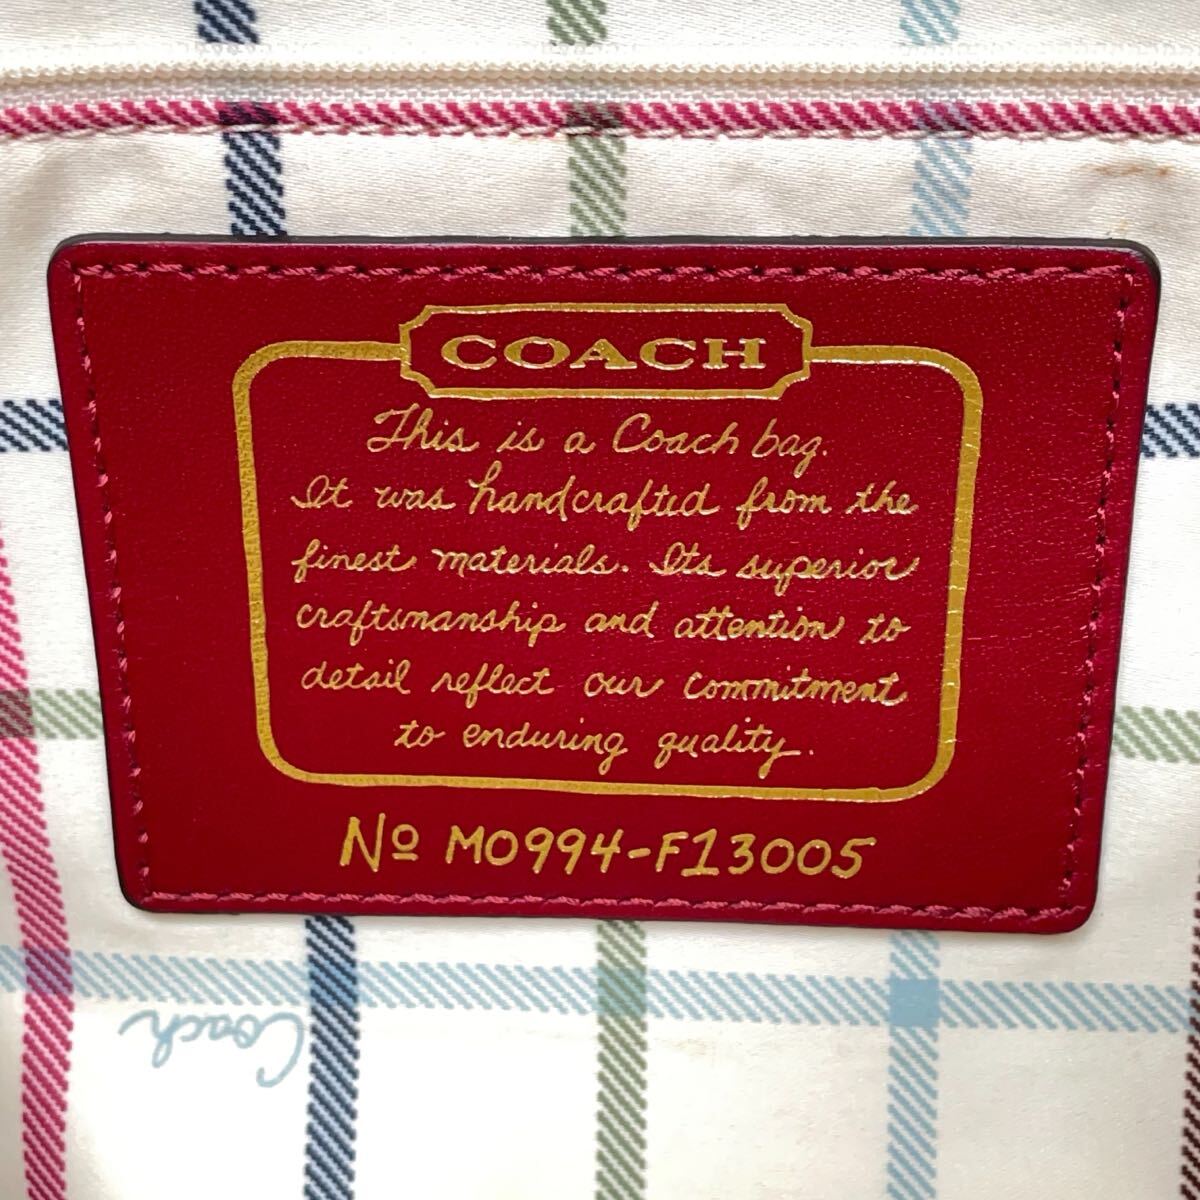 COACH
This is a Coach bag.
It was handcrafted from the
finest materials. Its superior
craftsmanship and attention to
detail reflect our commitment
to enduring quality.
Nº M0994-F13005
Coach